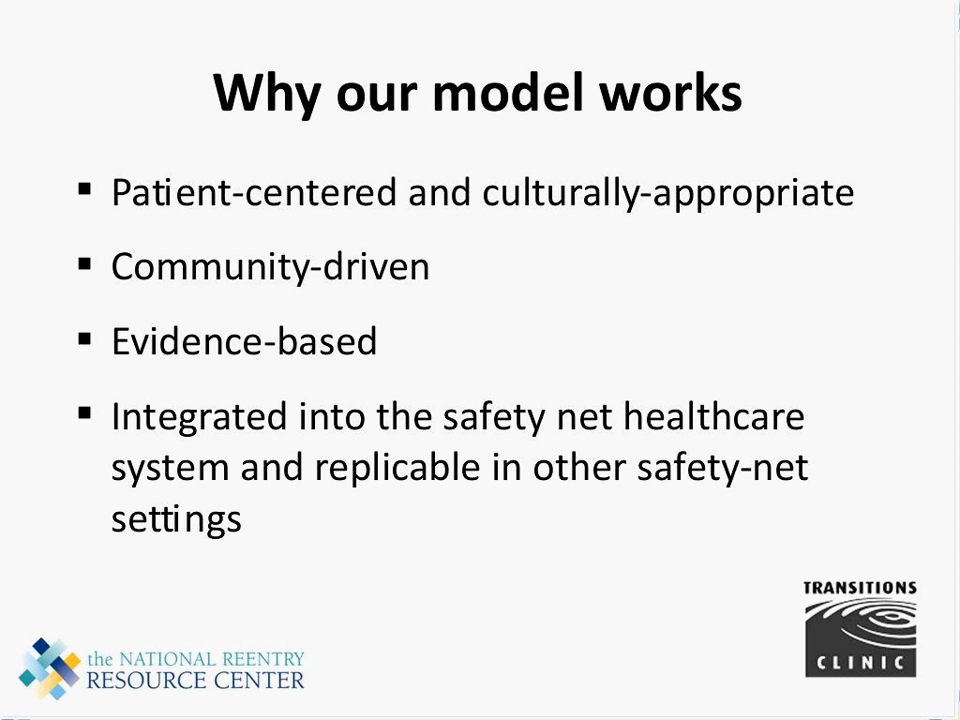 Why our model works
▪ Patient-centered and culturally-appropriate
▪ Community-driven
▪ Evidence-based
▪ Integrated into the safety net healthcare
system and replicable in other safety-net
settings
TRANSITIONS
CLINIC
the NATIONAL REENTRY
RESOURCE CENTER